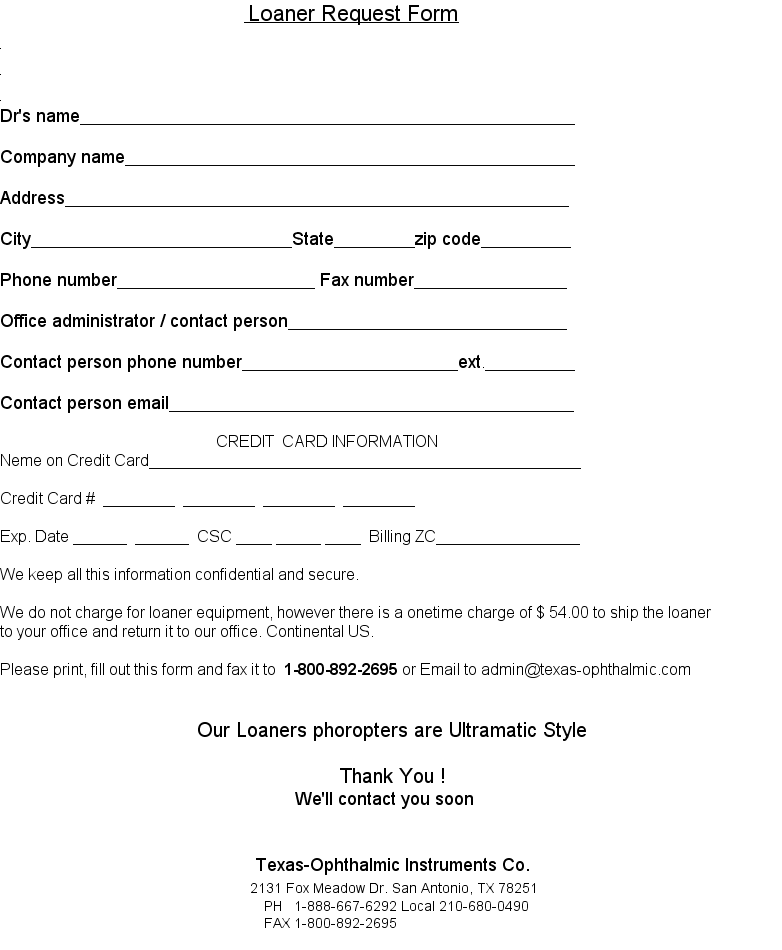 Loaner Request Form
Dr's name
Company name
Address
City State zip code
Phone number Fax number
Office administrator / contact person
Contact person phone number ext.
Contact person email
CREDIT CARD INFORMATION
Neme on Credit Card
Credit Card #
Exp. Date CSC Billing ZC
We keep all this information confidential and secure.
We do not charge for loaner equipment, however there is a onetime charge of $ 54.00 to ship the loaner
to your office and return it to our office. Continental US.
Please print, fill out this form and fax it to 1-800-892-2695 or Email to admin@texas-ophthalmic.com
Our Loaners phoropters are Ultramatic Style
Thank You !
We'll contact you soon
Texas-Ophthalmic Instruments Co.
2131 Fox Meadow Dr. San Antonio, TX 78251
PH 1-888-667-6292 Local 210-680-0490
FAX 1-800-892-2695